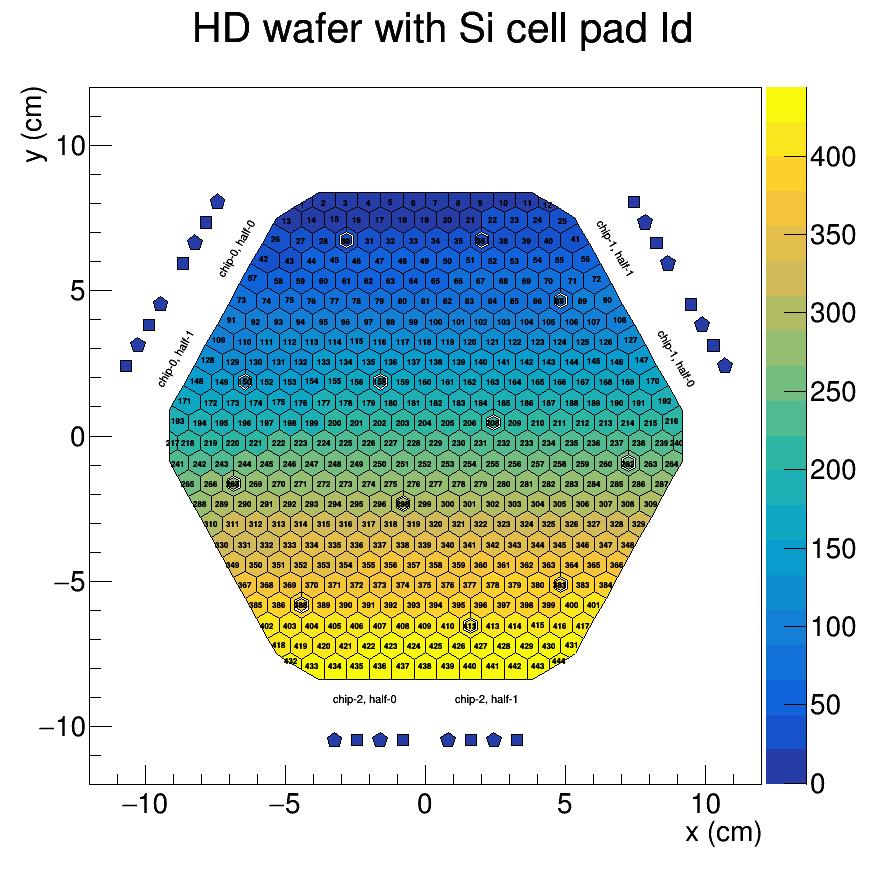 HD wafer with Si cell pad Id
y (cm)
10
5
0
−5
−10
−10 −5 0 5 10
x (cm)
400
350
300
250
200
150
100
50
0
chip-0, half-0
chip-0, half-1
chip-1, half-1
chip-1, half-0
chip-2, half-0
chip-2, half-1
3 4 5 6 7 8 9 10 11 12
13 14 15 16 17 18 19 20 21 22 23 24 25
26 27 28 31 32 33 34 35 38 39 40 41
42 43 44 45 46 47 48 49 50 51 52 53 54 55 56
57 58 59 60 61 62 63 64 65 66 67 68 69 70 71 72
73 74 75 76 77 78 79 80 81 82 83 84 85 86 89 90
91 92 93 94 95 96 97 98 99 100 101 102 103 104 105 106 107 108
109 110 111 112 113 114 115 116 117 118 119 120 121 122 123 124 125 126 127
128 129 130 131 132 133 134 135 136 137 138 139 140 141 142 143 144 145 146 147
148 149 152 153 154 155 156 159 160 161 162 163 164 165 166 167 168 169 170
171 172 173 174 175 176 177 178 179 180 181 182 183 184 185 186 187 188 189 190 191 192
193 194 195 196 197 198 199 200 201 202 203 204 205 206 209 210 211 212 213 214 215 216
217 218 219 220 221 222 223 224 225 226 227 228 229 230 231 232 233 234 235 236 237 238 239 240
241 242 243 244 245 246 247 248 249 250 251 252 253 254 255 256 257 258 259 260 263 264
265 266 269 270 271 272 273 274 275 276 277 278 279 280 281 282 283 284 285 286 287
288 289 290 291 292 293 294 295 296 299 300 301 302 303 304 305 306 307 308 309
310 311 312 313 314 315 316 317 318 319 320 321 322 323 324 325 326 327 328 329
330 331 332 333 334 335 336 337 338 339 340 341 342 343 344 345 346 347 348
349 350 351 352 353 354 355 356 357 358 359 360 361 362 363 364 365 366
367 368 369 370 371 372 373 374 375 376 377 378 379 380 383 384
385 386 389 390 391 392 393 394 395 396 397 398 399 400 401
402 403 404 405 406 407 408 409 410 413 414 415 416 417
418 419 420 421 422 423 424 425 426 427 428 429 430 431
432 433 434 435 436 437 438 439 440 441 442 443 444